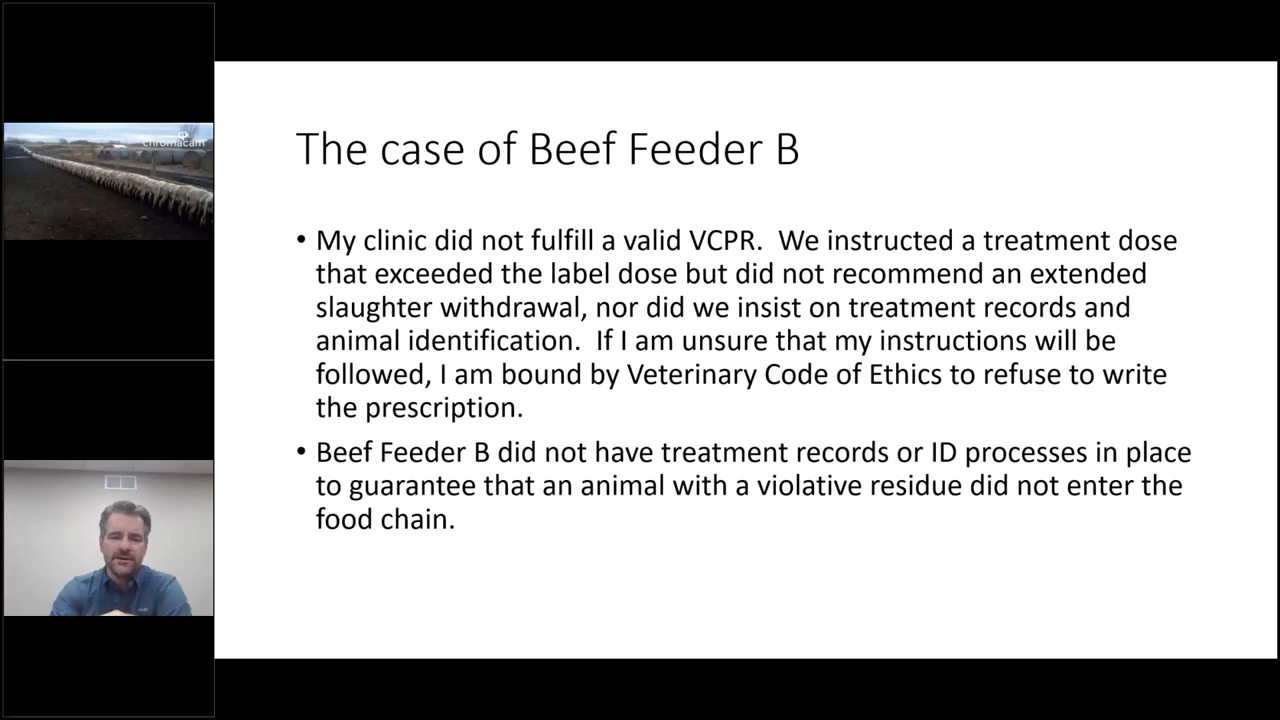 chromacam
The case of Beef Feeder B
• My clinic did not fulfill a valid VCPR.  We instructed a treatment dose
that exceeded the label dose but did not recommend an extended
slaughter withdrawal, nor did we insist on treatment records and
animal identification.  If I am unsure that my instructions will be
followed, I am bound by Veterinary Code of Ethics to refuse to write
the prescription.
• Beef Feeder B did not have treatment records or ID processes in place
to guarantee that an animal with a violative residue did not enter the
food chain.